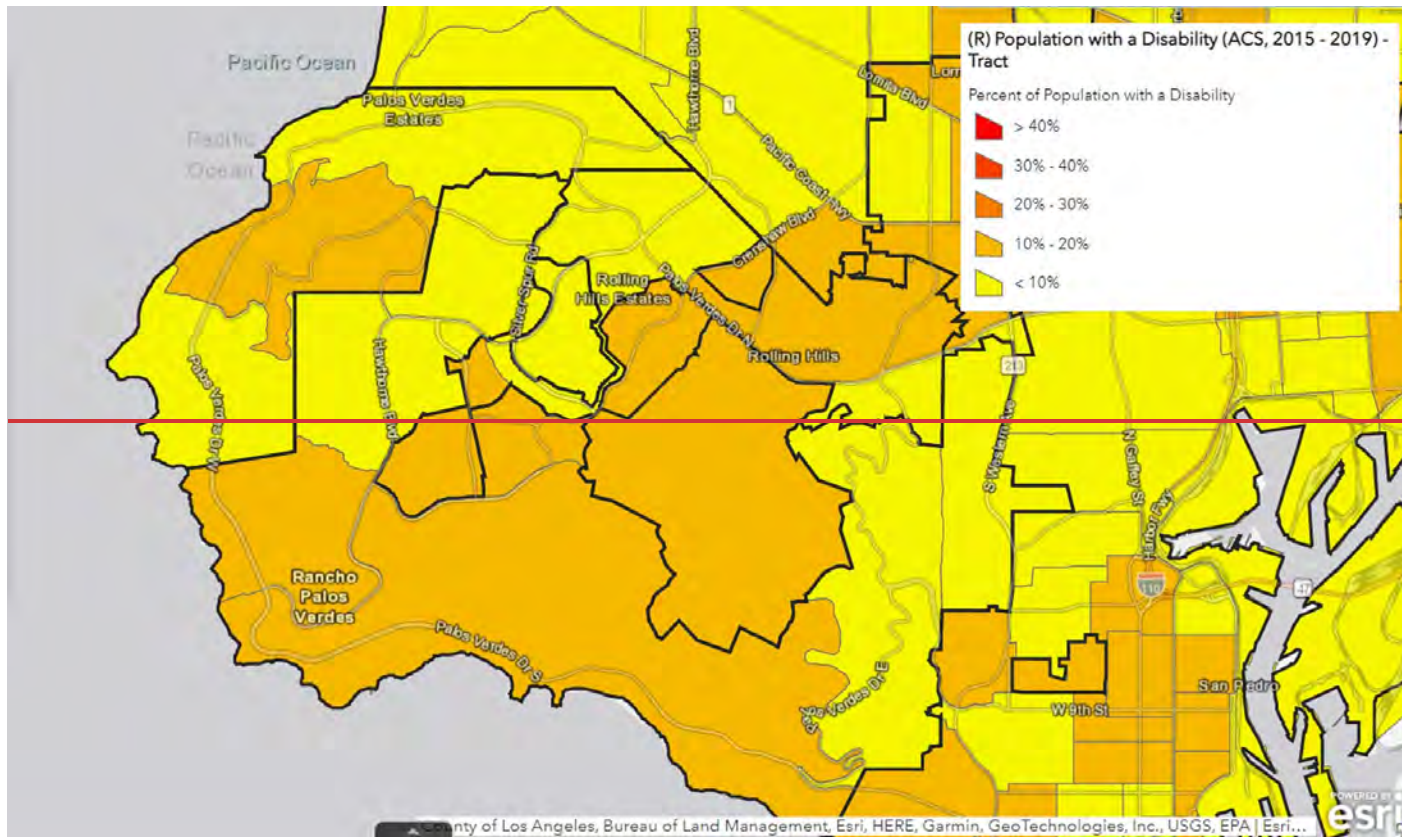 Pacific Ocean
Pacific
Ocean
Palos Verdes
Estates
Hawthorne Blvd
1
Lomita Blvd
Pacific Coast Hwy
Crenshaw Blvd
(R) Population with a Disability (ACS, 2015 - 2019) -
Tract
Percent of Population with a Disability
> 40%
30% - 40%
20% - 30%
10% - 20%
< 10%
Silver Spur Rd
Rolling
Hills Estates
Palos Verdes Dr N
Rolling Hills
213
Palos Verdes Dr W
Hawthorne Blvd
S Western Ave
N Gaffey St
Harbor Fwy
110
47
Rancho
Palos
Verdes
Palos Verdes Dr S
Palos Verdes Dr E
San Pedro
W 9th St
POWERED BY
esri
County of Los Angeles, Bureau of Land Management, Esri, HERE, Garmin, GeoTechnologies, Inc., USGS, EPA | Esri...